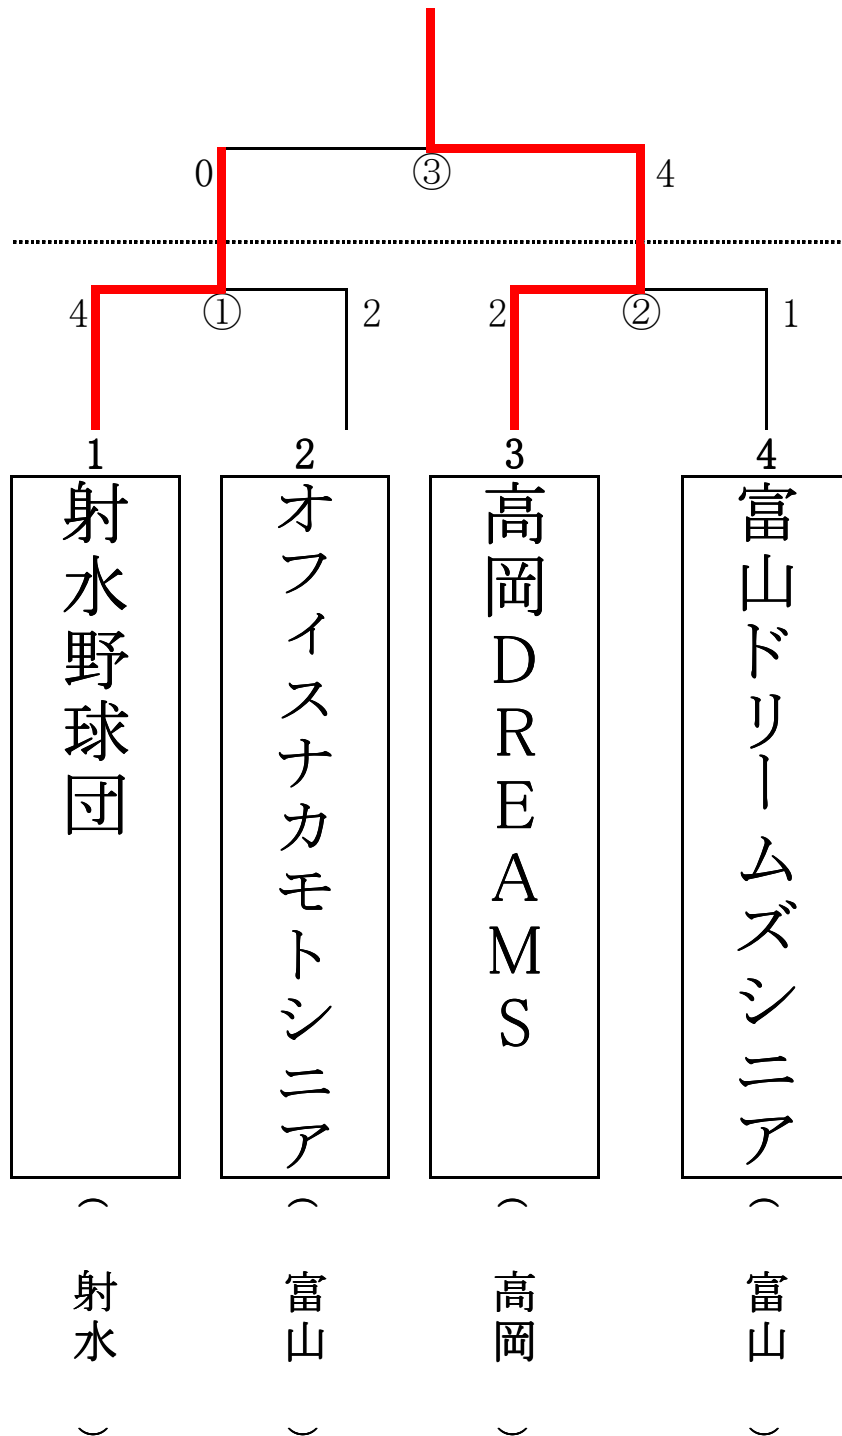 0 ③ 4
4 ① 2 2 ② 1
1 2 3 4
射水野球団
オフィスナカモトシニア
高岡DREAMS
富山ドリームズシニア
（射水）
（富山）
（高岡）
（富山）